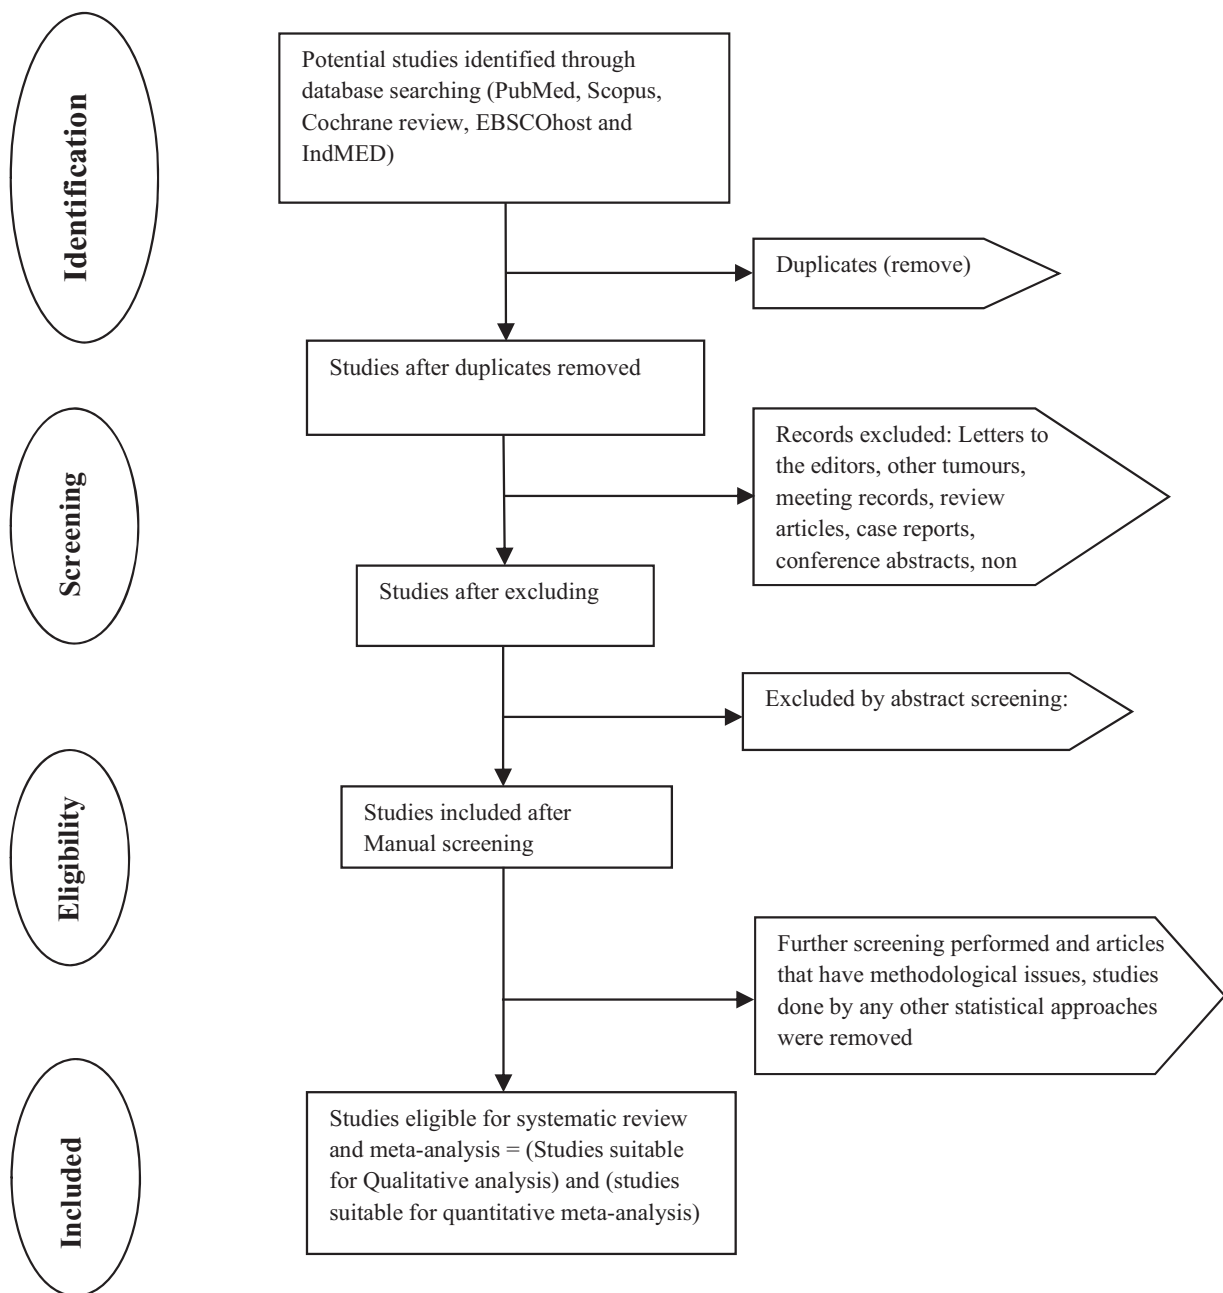 Identification
Potential studies identified through
database searching (PubMed, Scopus,
Cochrane review, EBSCOhost and
IndMED)
Duplicates (remove)
Studies after duplicates removed
Screening
Records excluded: Letters to
the editors, other tumours,
meeting records, review
articles, case reports,
conference abstracts, non
Studies after excluding
Excluded by abstract screening:
Eligibility
Studies included after
Manual screening
Further screening performed and articles
that have methodological issues, studies
done by any other statistical approaches
were removed
Included
Studies eligible for systematic review
and meta-analysis = (Studies suitable
for Qualitative analysis) and (studies
suitable for quantitative meta-analysis)